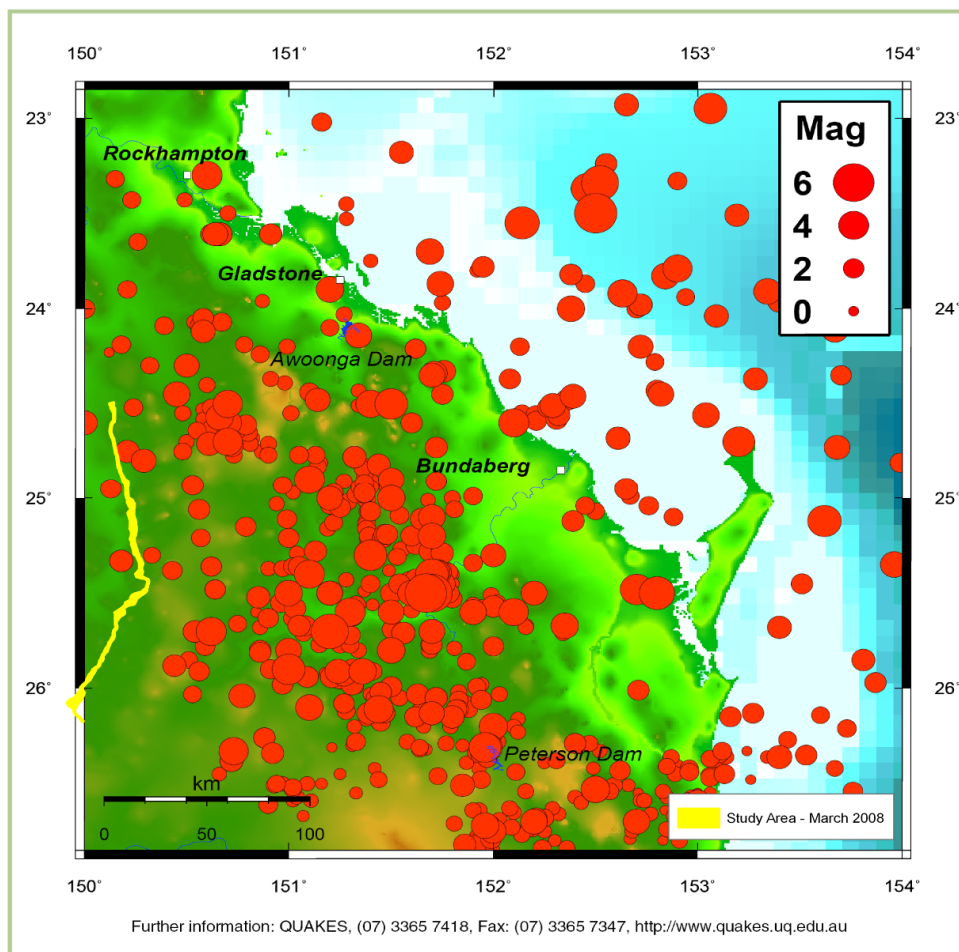 150˚ 151˚ 152˚ 153˚ 154˚
23˚ 23˚
Mag
6
4
2
0
Rockhampton
Gladstone
24˚ 24˚
Awoonga Dam
Bundaberg
25˚ 25˚
26˚ 26˚
Peterson Dam
km
0 50 100
Study Area - March 2008
150˚ 151˚ 152˚ 153˚ 154˚
Further information: QUAKES, (07) 3365 7418, Fax: (07) 3365 7347, http://www.quakes.uq.edu.au